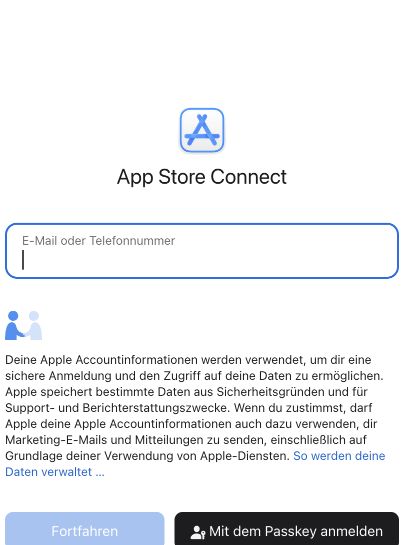 App Store Connect
E-Mail oder Telefonnummer
Deine Apple Accountinformationen werden verwendet, um dir eine
sichere Anmeldung und den Zugriff auf deine Daten zu ermöglichen.
Apple speichert bestimmte Daten aus Sicherheitsgründen und für
Support- und Berichterstattungszwecke. Wenn du zustimmst, darf
Apple deine Apple Accountinformationen auch dazu verwenden, dir
Marketing-E-Mails und Mitteilungen zu senden, einschließlich auf
Grundlage deiner Verwendung von Apple-Diensten. So werden deine
Daten verwaltet ...
Fortfahren
Mit dem Passkey anmelden